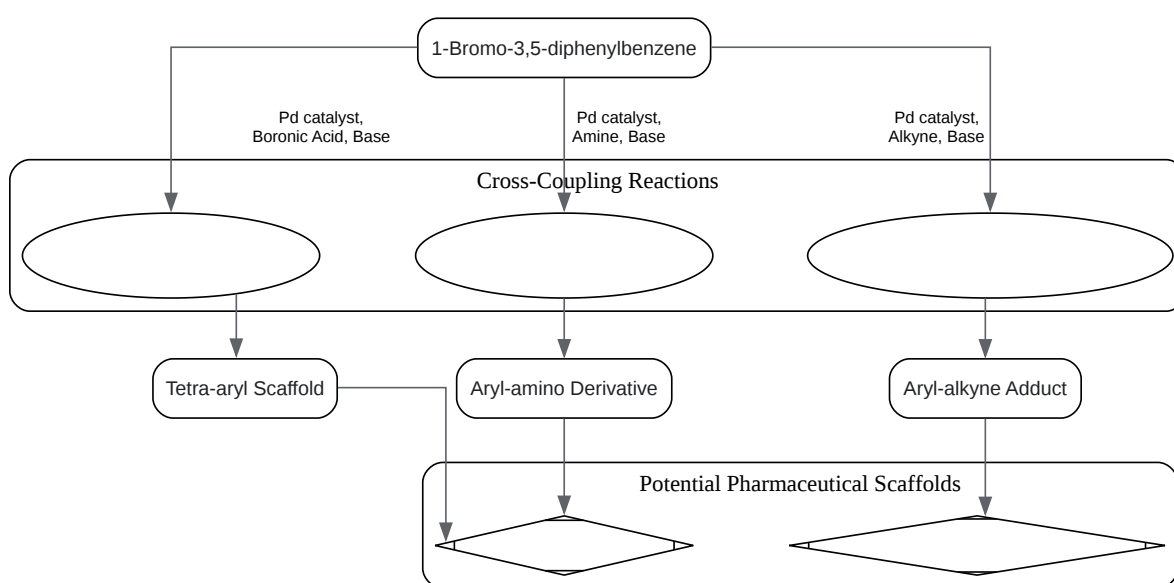 1-Bromo-3,5-diphenylbenzene
Pd catalyst,
Boronic Acid, Base
Pd catalyst,
Amine, Base
Pd catalyst,
Alkyne, Base
Cross-Coupling Reactions
Tetra-aryl Scaffold
Aryl-amino Derivative
Aryl-alkyne Adduct
Potential Pharmaceutical Scaffolds